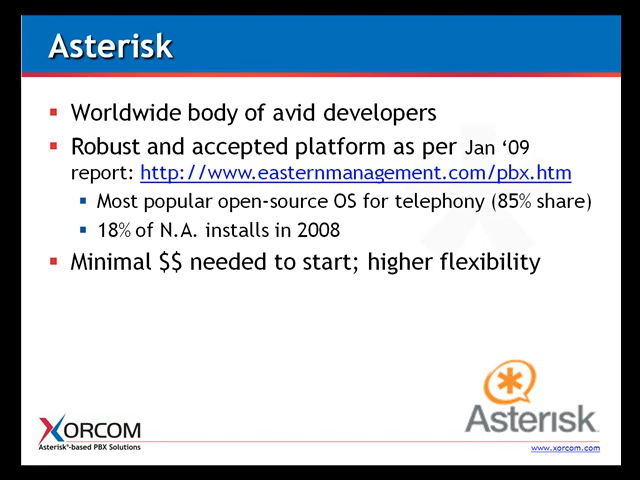 Asterisk
Worldwide body of avid developers
Robust and accepted platform as per Jan ‘09
report: http://www.easternmanagement.com/pbx.htm
Most popular open-source OS for telephony (85% share)
18% of N.A. installs in 2008
Minimal $$ needed to start; higher flexibility
Asterisk
XORCOM
Asterisk®-based PBX Solutions
www.xorcom.com